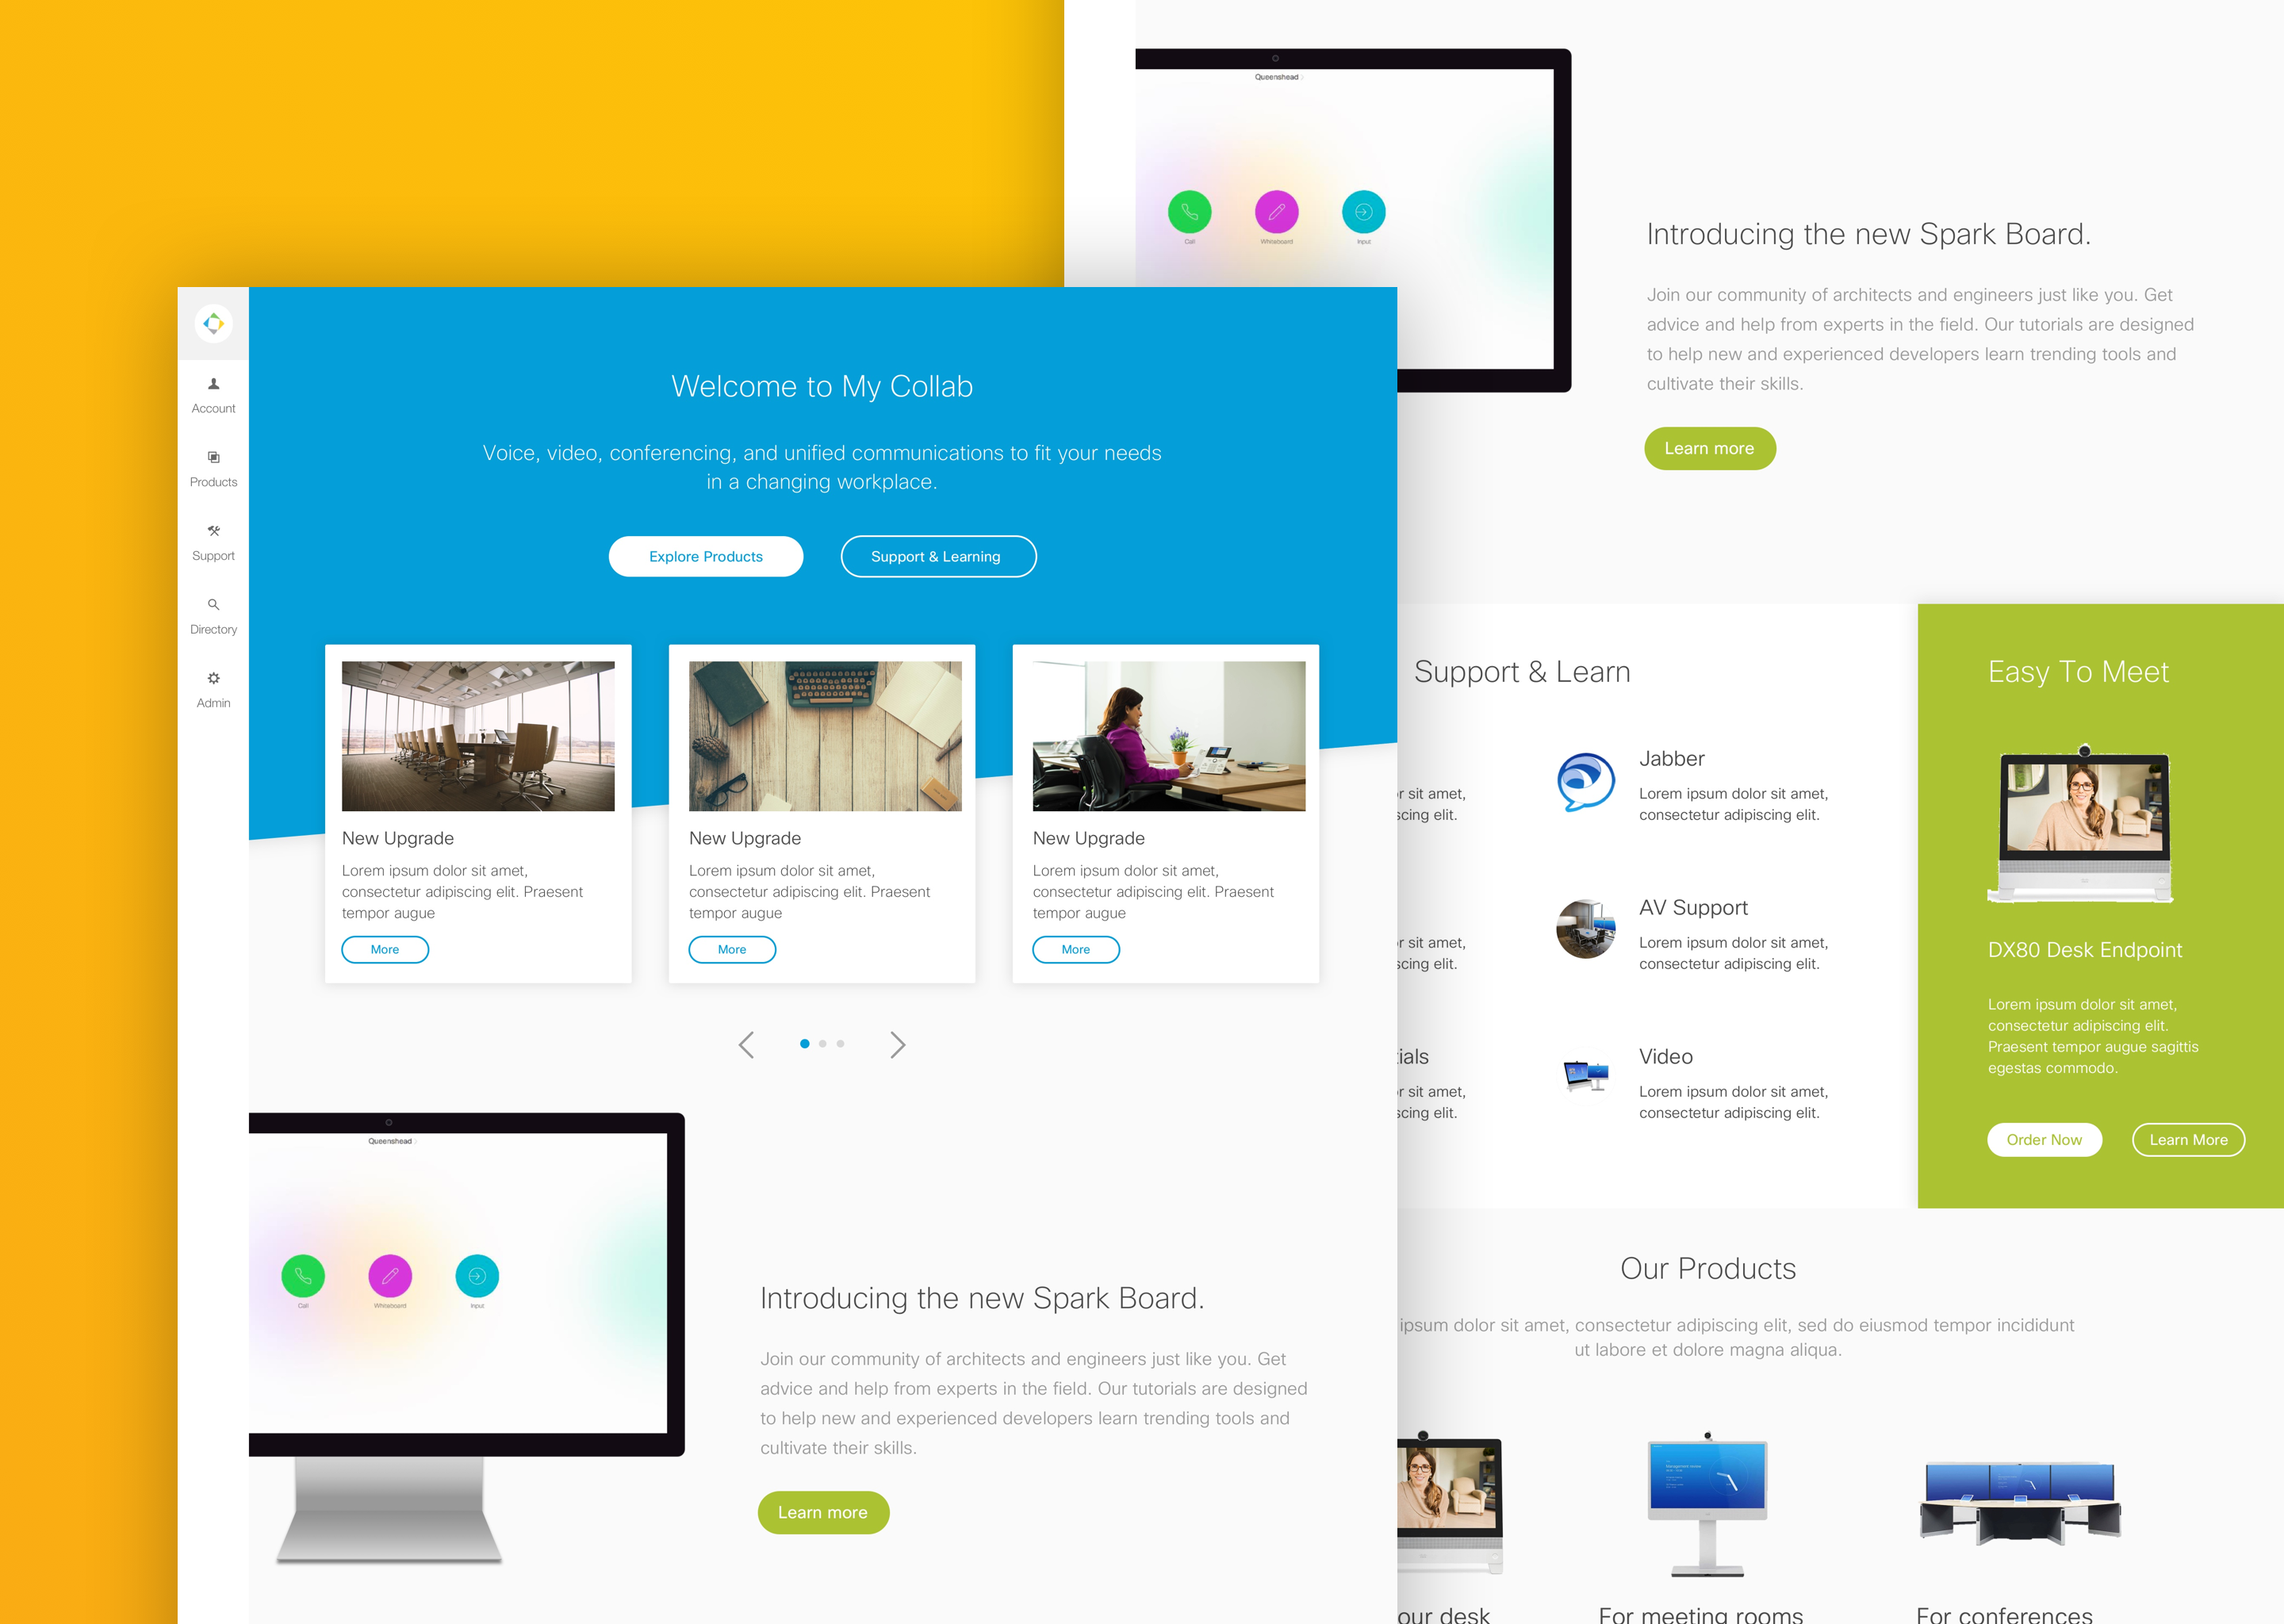 Account
Products
Support
Directory
Admin
Welcome to My Collab
Voice, video, conferencing, and unified communications to fit your needs
in a changing workplace.
Explore Products
Support & Learning
New Upgrade
Lorem ipsum dolor sit amet,
consectetur adipiscing elit. Praesent
tempor augue
More
New Upgrade
Lorem ipsum dolor sit amet,
consectetur adipiscing elit. Praesent
tempor augue
More
New Upgrade
Lorem ipsum dolor sit amet,
consectetur adipiscing elit. Praesent
tempor augue
More
Queenshead
Call
Whiteboard
Input
Introducing the new Spark Board.
Join our community of architects and engineers just like you. Get
advice and help from experts in the field. Our tutorials are designed
to help new and experienced developers learn trending tools and
cultivate their skills.
Learn more
Queenshead
Call
Whiteboard
Input
Introducing the new Spark Board.
Join our community of architects and engineers just like you. Get
advice and help from experts in the field. Our tutorials are designed
to help new and experienced developers learn trending tools and
cultivate their skills.
Learn more
Support & Learn
r sit amet,
scing elit.
r sit amet,
scing elit.
ials
r sit amet,
scing elit.
Jabber
Lorem ipsum dolor sit amet,
consectetur adipiscing elit.
AV Support
Lorem ipsum dolor sit amet,
consectetur adipiscing elit.
Video
Lorem ipsum dolor sit amet,
consectetur adipiscing elit.
Easy To Meet
DX80 Desk Endpoint
Lorem ipsum dolor sit amet,
consectetur adipiscing elit.
Praesent tempor augue sagittis
egestas commodo.
Order Now
Learn More
Our Products
ipsum dolor sit amet, consectetur adipiscing elit, sed do eiusmod tempor incididunt
ut labore et dolore magna aliqua.
our desk
For meeting rooms
For conferences